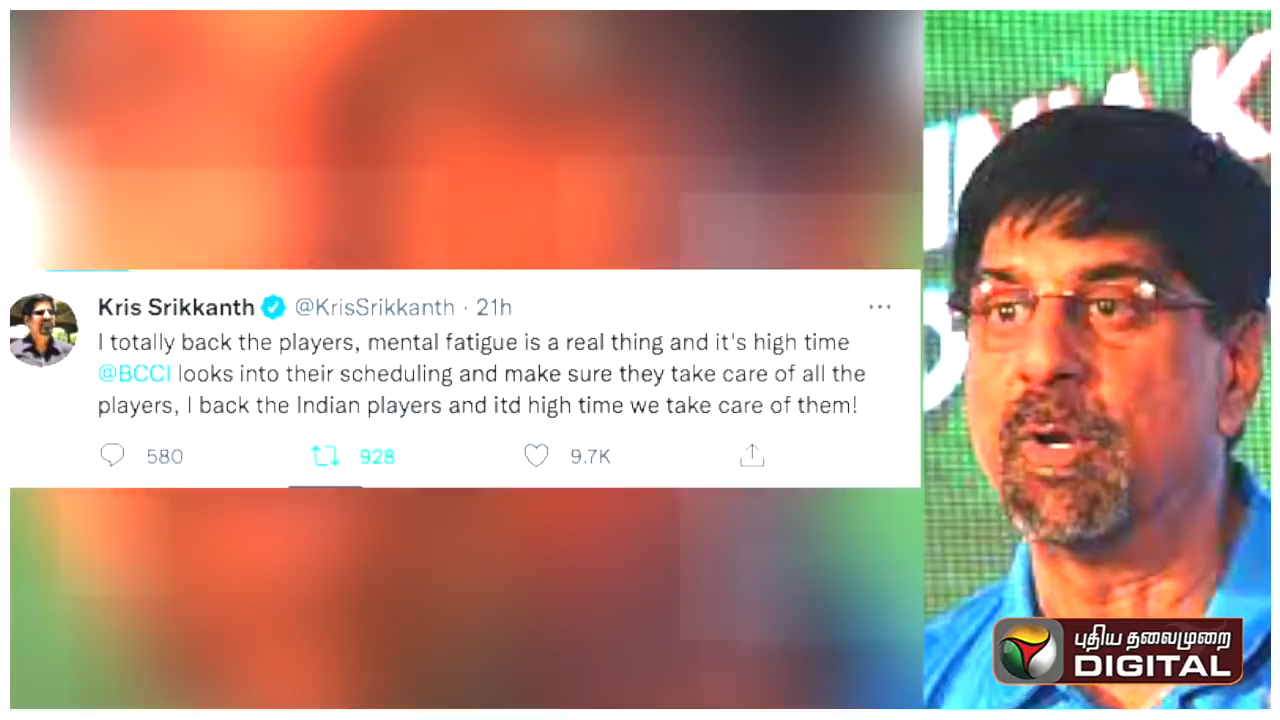 Kris Srikkanth @KrisSrikkanth · 21h
I totally back the players, mental fatigue is a real thing and it's high time
@BCCI looks into their scheduling and make sure they take care of all the
players, I back the Indian players and itd high time we take care of them!
580 928 9.7K
புதிய தலைமுறை
DIGITAL